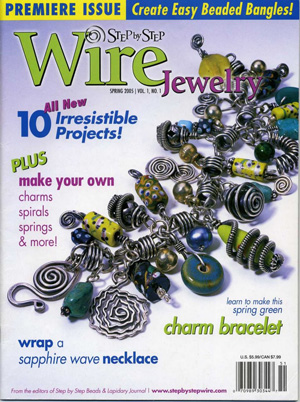 PREMIERE ISSUE Create Easy Beaded Bangles!
STEP by STEP
Wire
Jewelry
SPRING 2005 | VOL. 1, NO. 1
All New
10 Irresistible
Projects!
PLUS
make your own
charms
spirals
springs
& more!
learn to make this
spring green
charm bracelet
wrap a
sapphire wave necklace
U.S. $5.99/CAN $7.99
From the editors of Step by Step Beads & Lapidary Journal | www.stepbystepwire.com